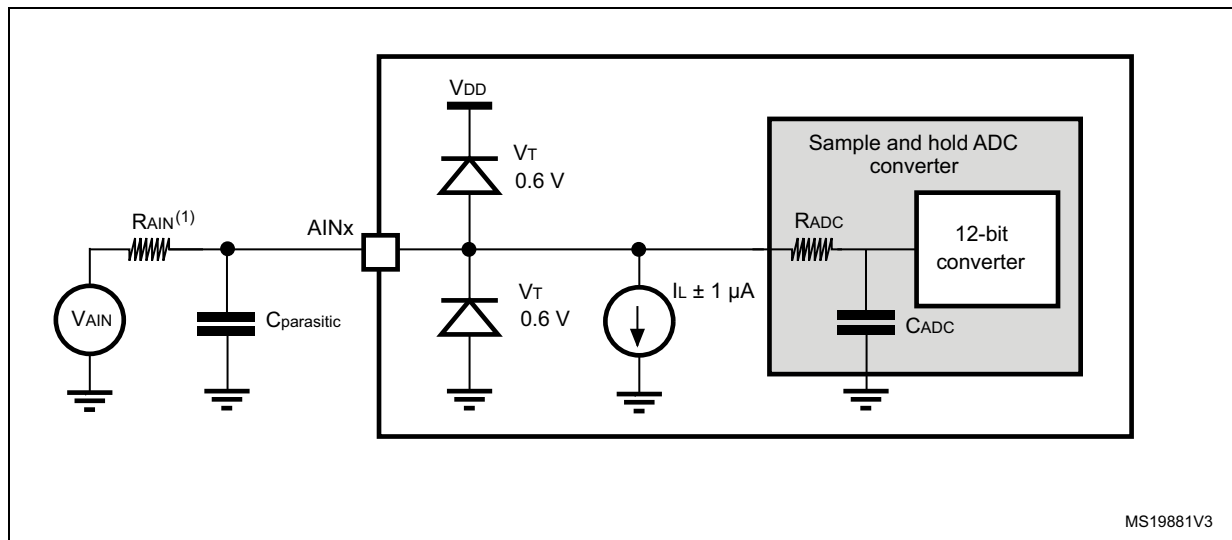 VDD
Sample and hold ADC
converter
VT
0.6 V
RAIN(1)
AINx
RADC
12-bit
converter
VAIN
Cparasitic
VT
0.6 V
IL ± 1 µA
CADC
MS19881V3